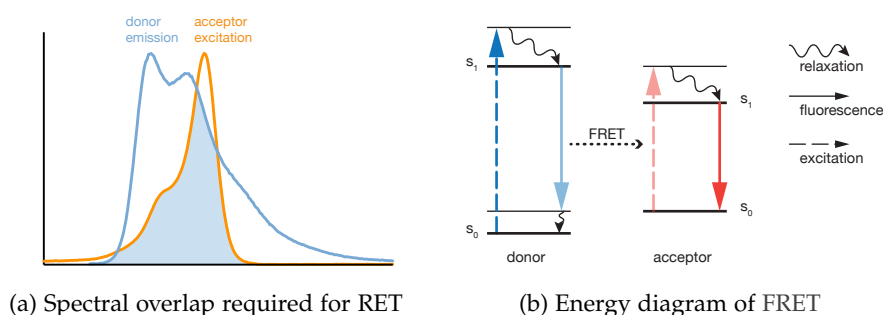 donor
emission
acceptor
excitation
(a) Spectral overlap required for RET
S1
S0
donor
FRET
S1
S0
acceptor
relaxation
fluorescence
excitation
(b) Energy diagram of FRET